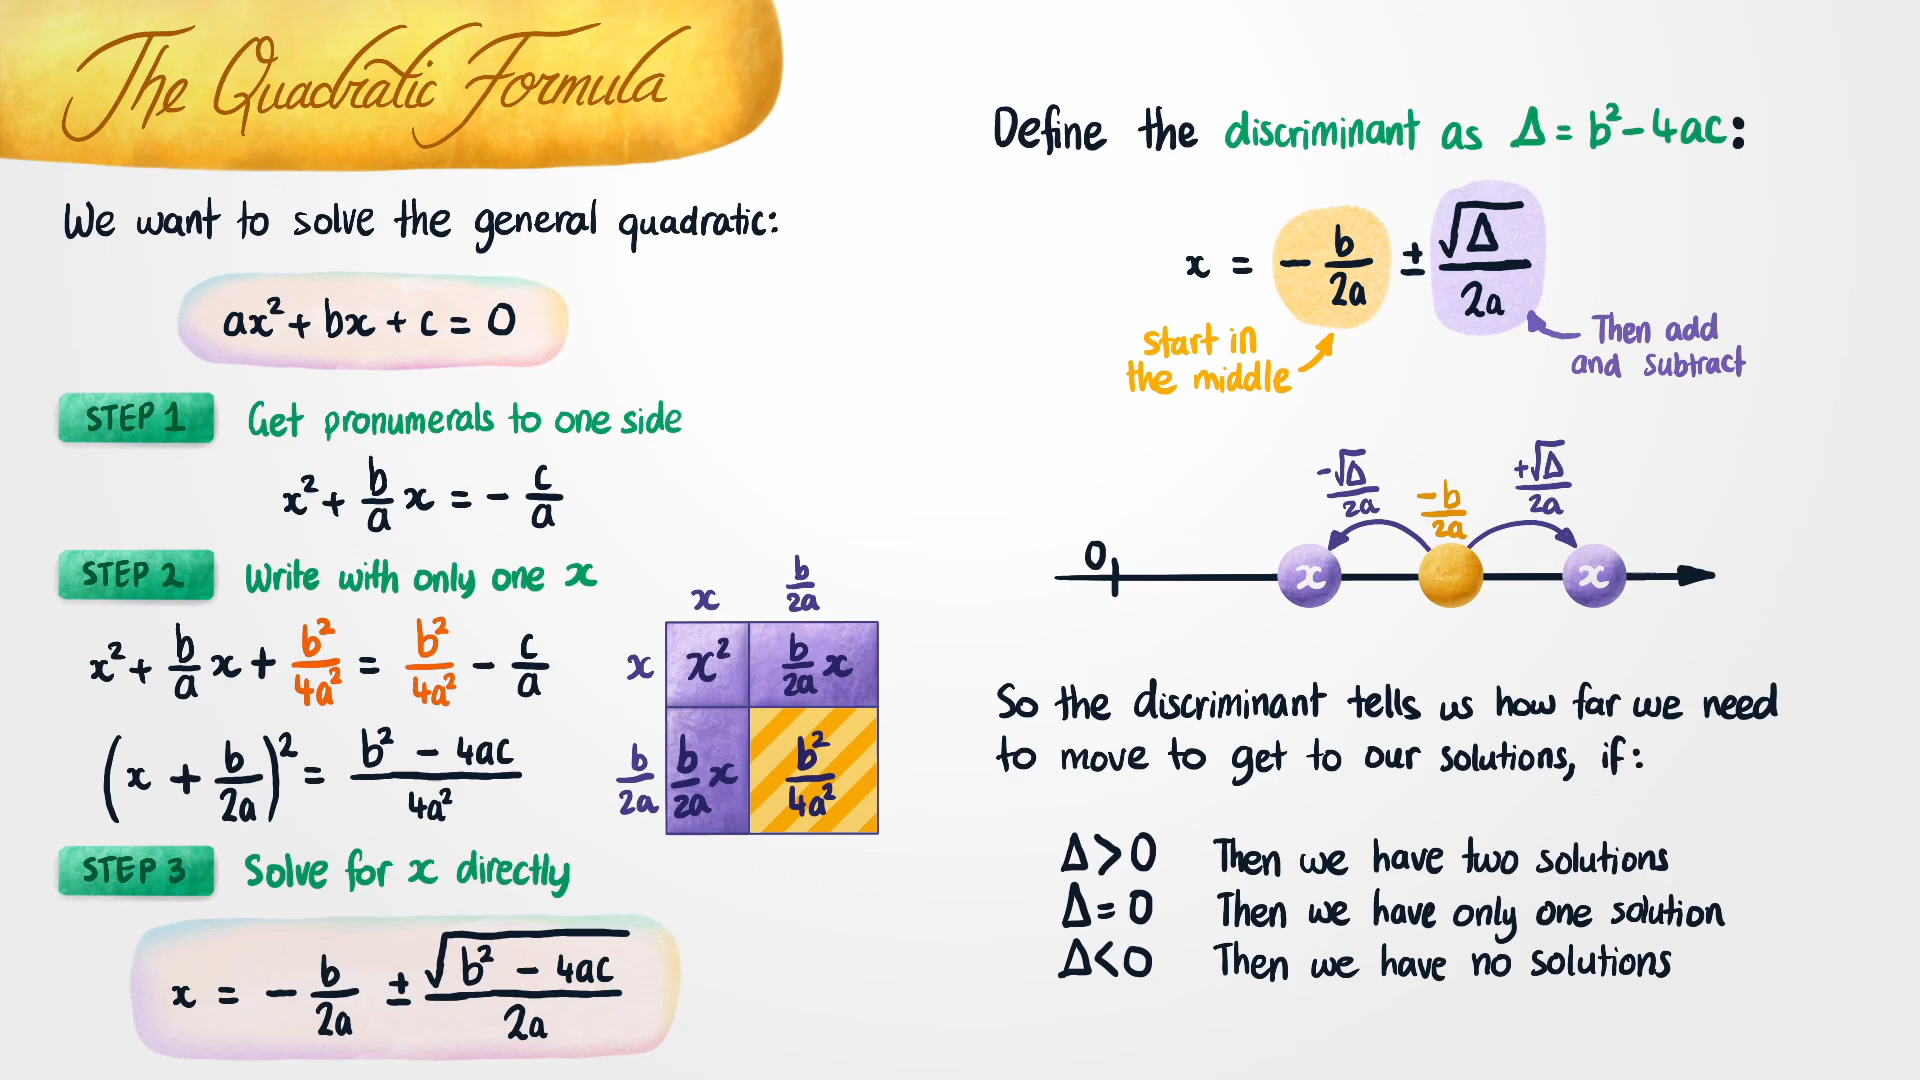 The Quadratic Formula
We want to solve the general quadratic:
ax² + bx + c = 0
STEP 1 Get pronumerals to one side
x² + b/a x = - c/a
STEP 2 Write with only one x
x² + b/a x + b²/4a² = b²/4a² - c/a
(x + b/2a)² = b² - 4ac / 4a²
x b/2a
x x² b/2a x
b/2a b/2a x b²/4a²
STEP 3 Solve for x directly
x = - b/2a ± √(b² - 4ac) / 2a
Define the discriminant as Δ = b² - 4ac:
x = - b/2a ± √Δ/2a
start in
the middle
Then add
and subtract
-√Δ/2a -b/2a +√Δ/2a
0 x x
So the discriminant tells us how far we need
to move to get to our solutions, if:
Δ>0 Then we have two solutions
Δ=0 Then we have only one solution
Δ<0 Then we have no solutions